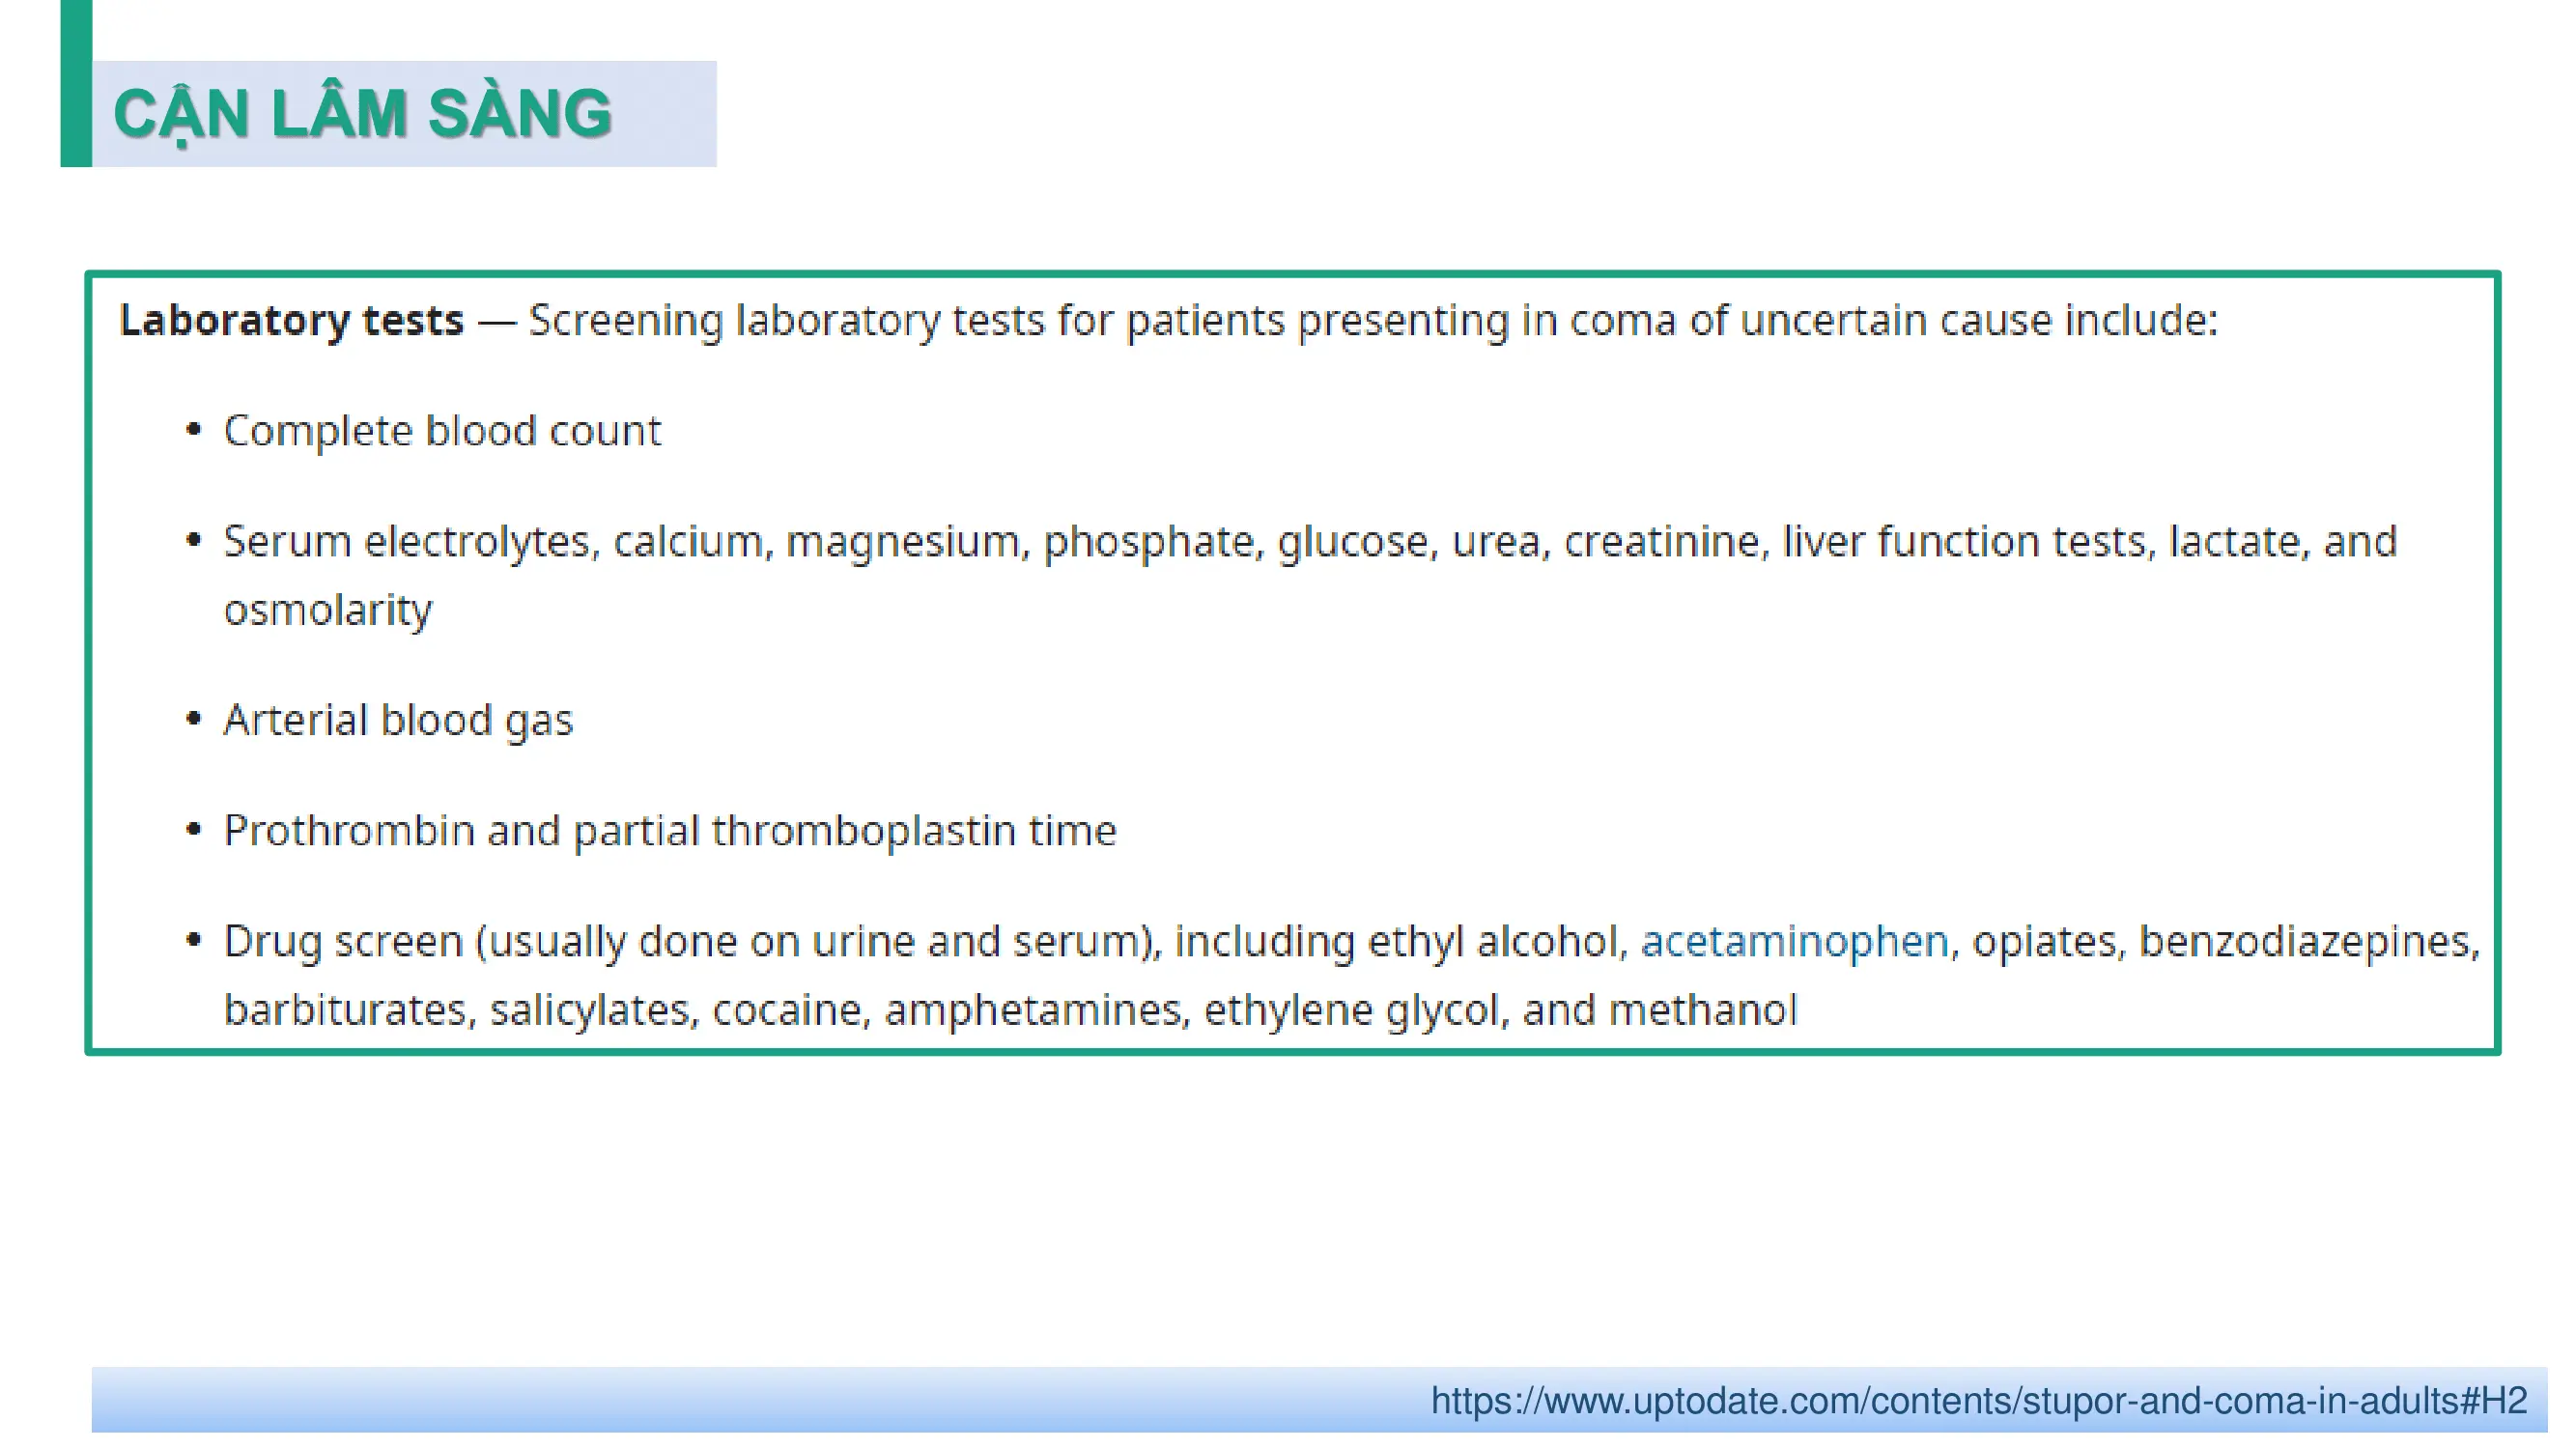 CẬN LÂM SÀNG
Laboratory tests — Screening laboratory tests for patients presenting in coma of uncertain cause include:
• Complete blood count
• Serum electrolytes, calcium, magnesium, phosphate, glucose, urea, creatinine, liver function tests, lactate, and
osmolarity
• Arterial blood gas
• Prothrombin and partial thromboplastin time
• Drug screen (usually done on urine and serum), including ethyl alcohol, acetaminophen, opiates, benzodiazepines,
barbiturates, salicylates, cocaine, amphetamines, ethylene glycol, and methanol
https://www.uptodate.com/contents/stupor-and-coma-in-adults#H2